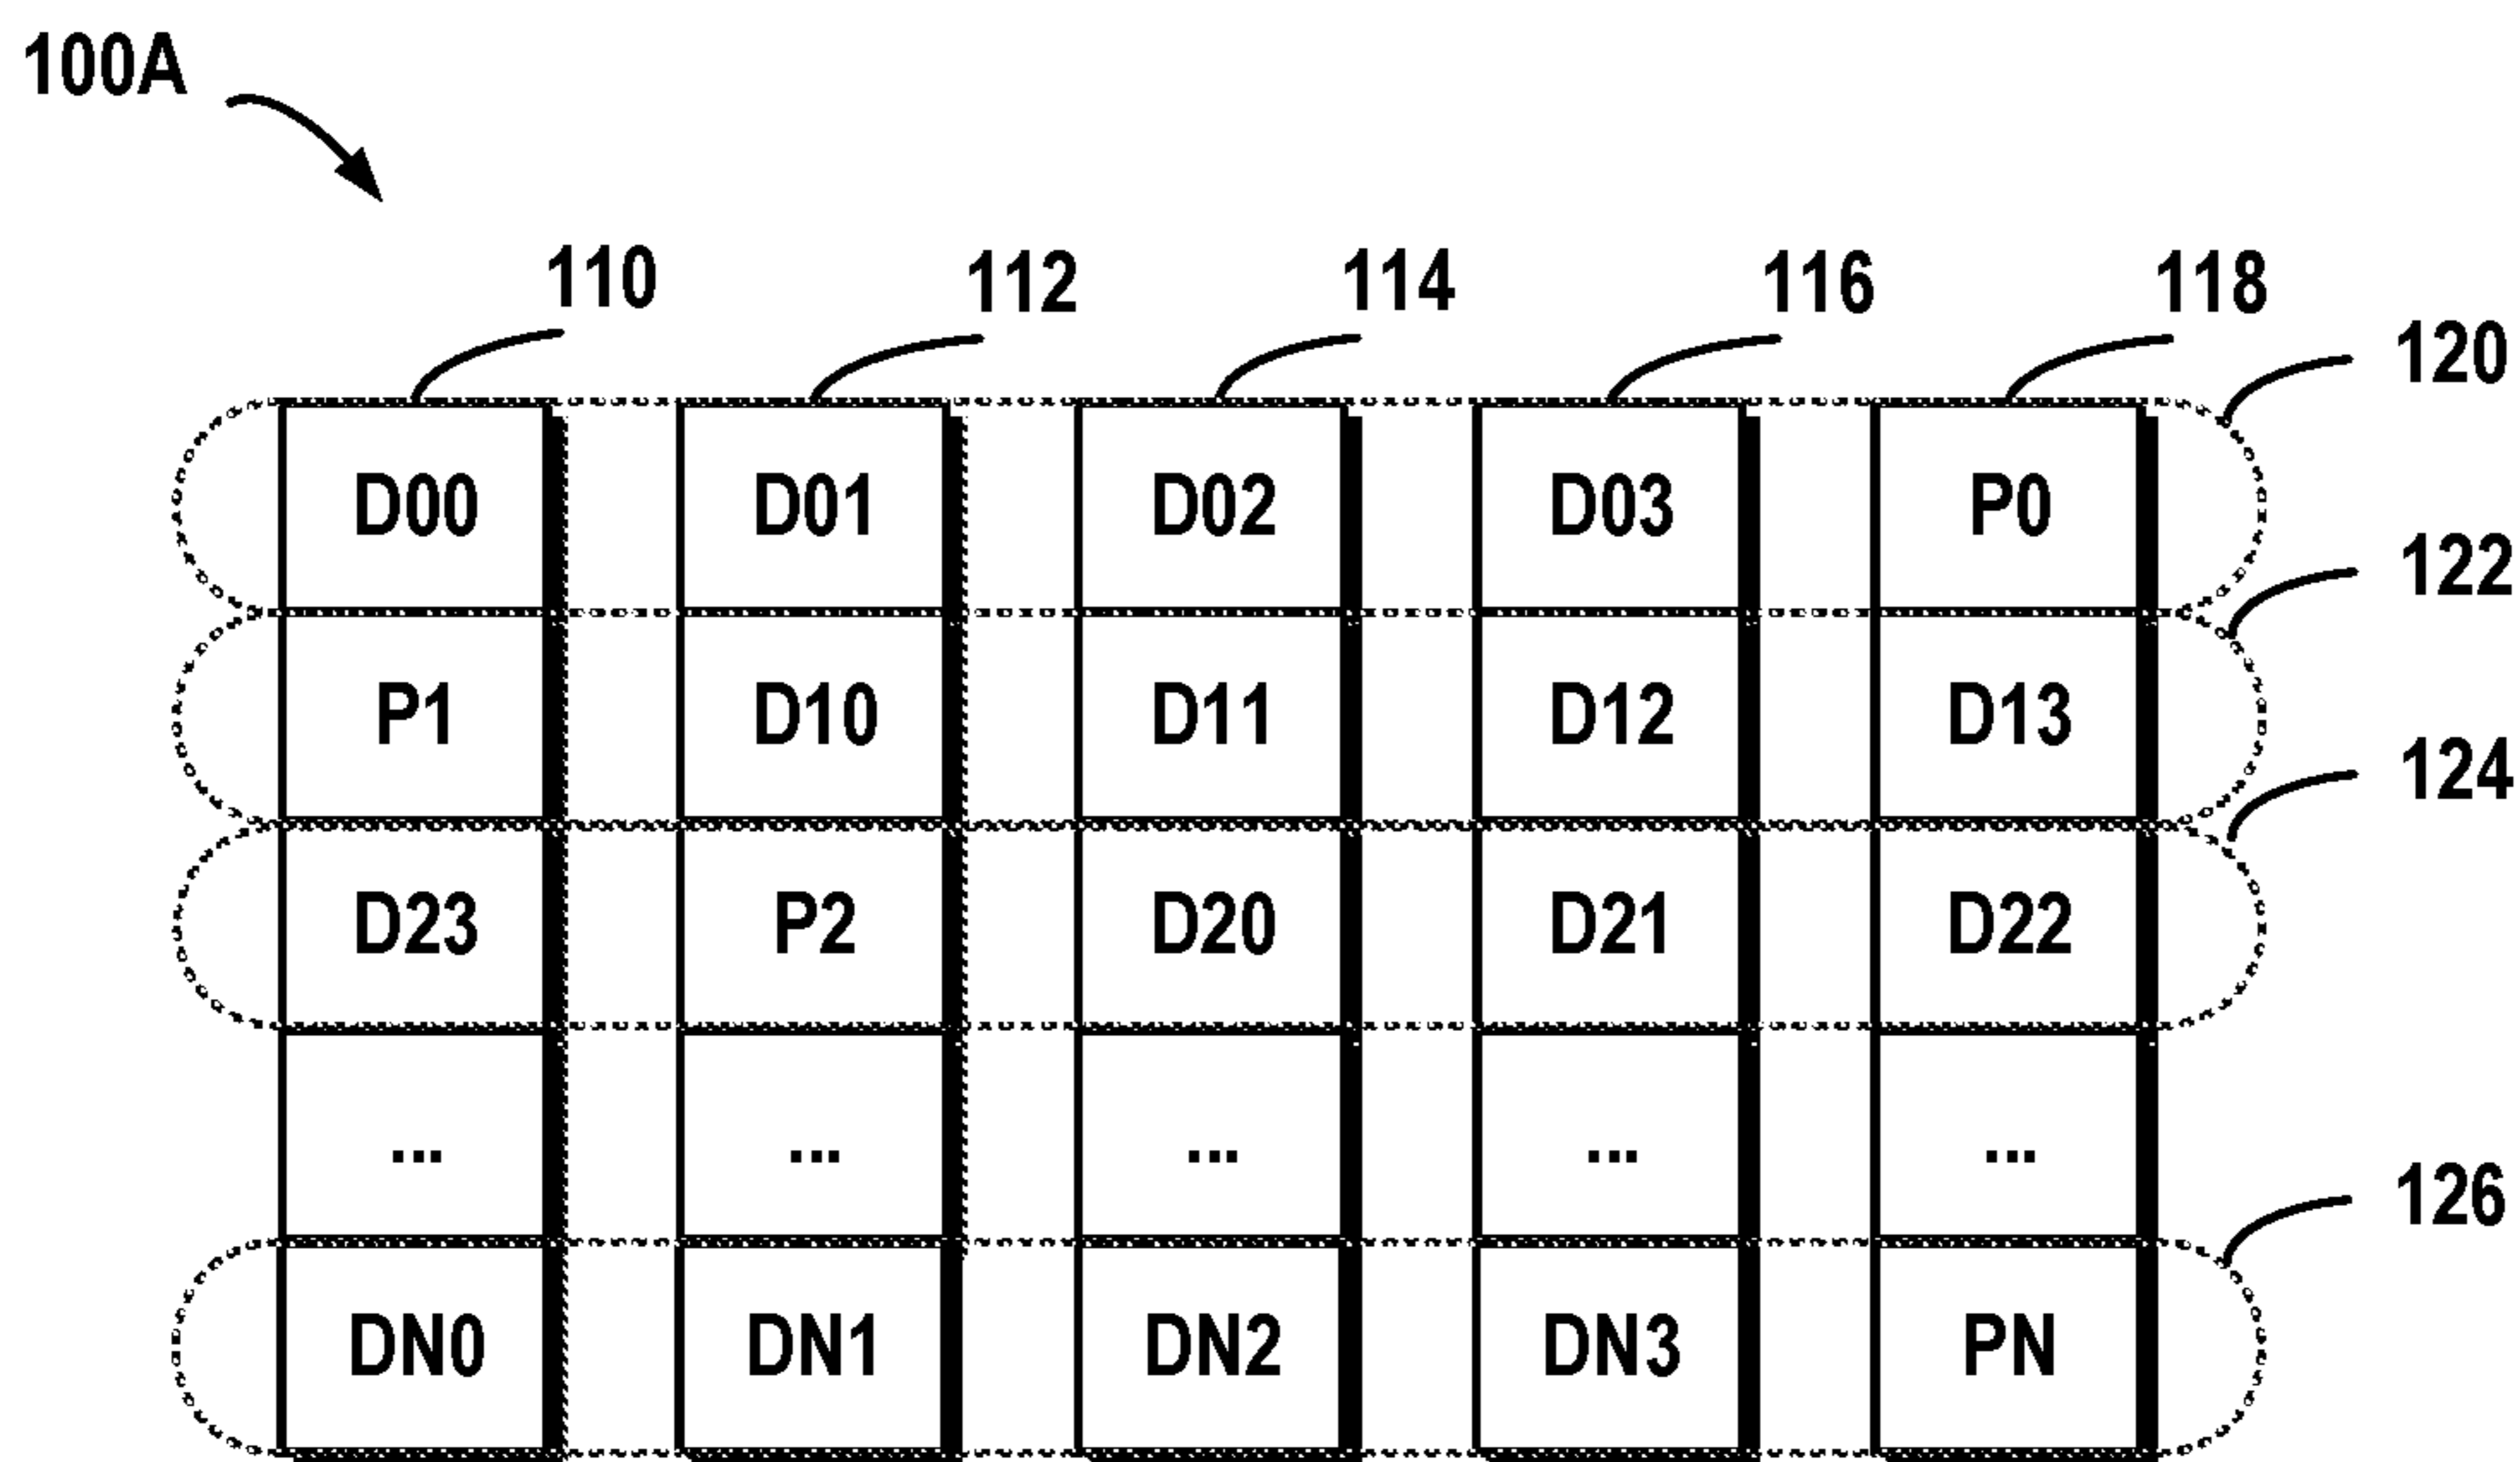 100A
110 112 114 116 118
120
D00 D01 D02 D03 P0
122
P1 D10 D11 D12 D13
124
D23 P2 D20 D21 D22
... ... ... ... ...
126
DN0 DN1 DN2 DN3 PN